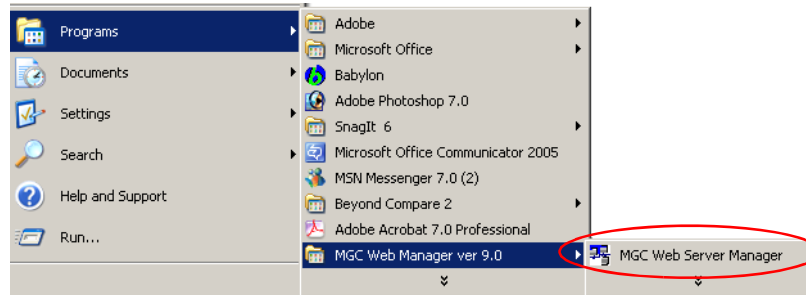 Programs
Documents
Settings
Search
Help and Support
Run...
Adobe
Microsoft Office
Babylon
Adobe Photoshop 7.0
SnagIt 6
Microsoft Office Communicator 2005
MSN Messenger 7.0 (2)
Beyond Compare 2
Adobe Acrobat 7.0 Professional
MGC Web Manager ver 9.0
MGC Web Server Manager